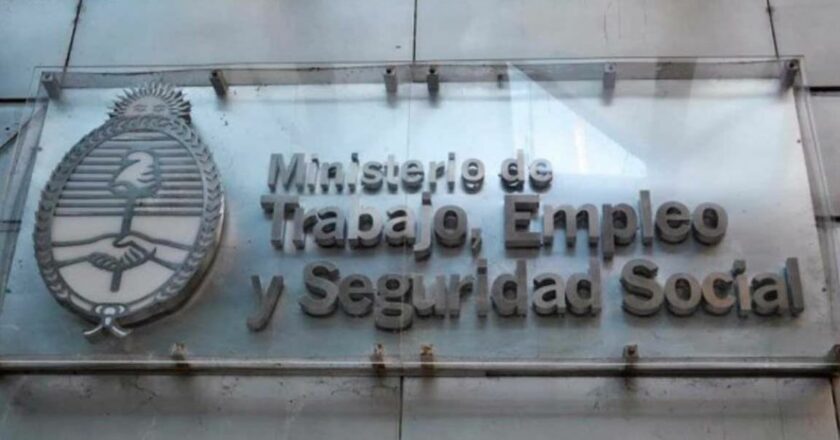 Ministerio de
Trabajo, Empleo
y Seguridad Social